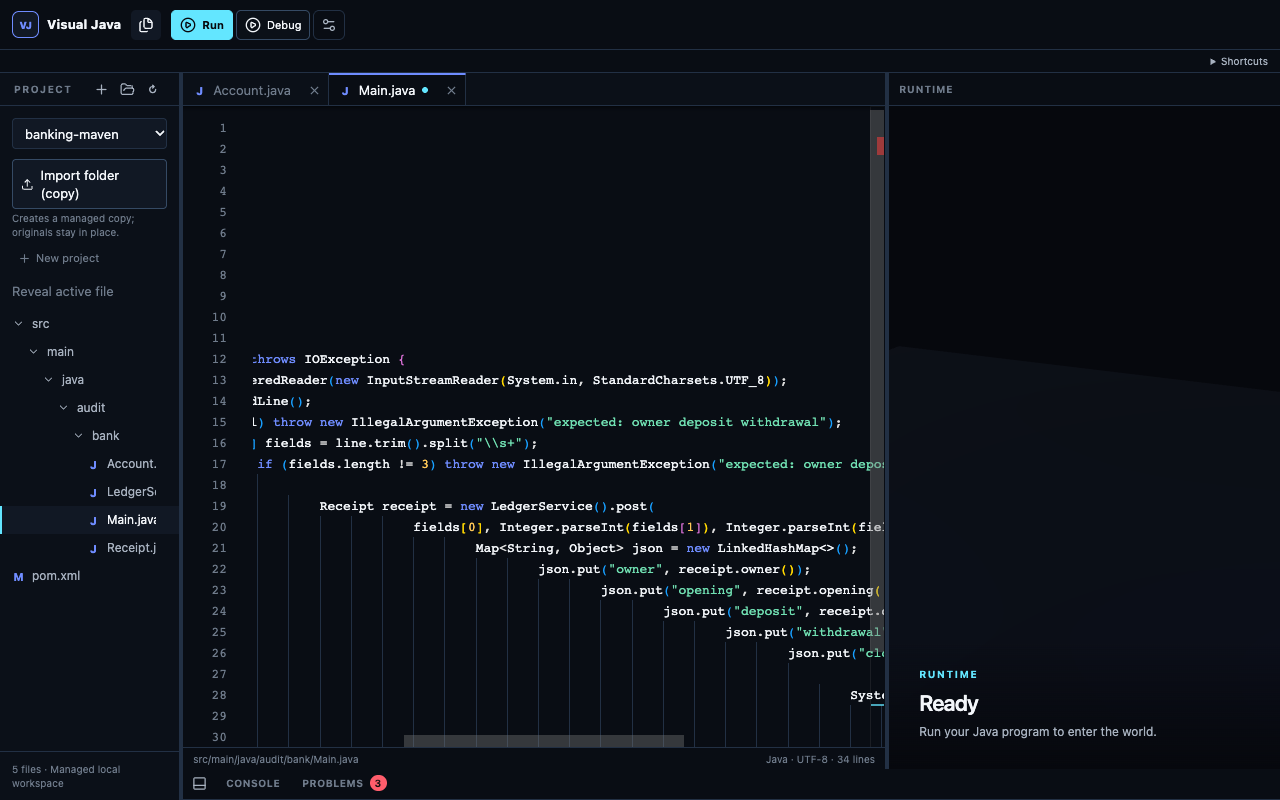 VJ Visual Java Run Debug
Shortcuts
PROJECT
banking-maven
Import folder
(copy)
Creates a managed copy;
originals stay in place.
New project
Reveal active file
src
main
java
audit
bank
J Account.
J LedgerSe
J Main.java
J Receipt.j
M pom.xml
5 files · Managed local
workspace
J Account.java
J Main.java
1
2
3
4
5
6
7
8
9
10
11
12 throws IOException {
13 eredReader(new InputStreamReader(System.in, StandardCharsets.UTF_8));
14 dLine();
15 l) throw new IllegalArgumentException("expected: owner deposit withdrawal");
16 ] fields = line.trim().split("\\s+");
17 if (fields.length != 3) throw new IllegalArgumentException("expected: owner depos
18
19 Receipt receipt = new LedgerService().post(
20 fields[0], Integer.parseInt(fields[1]), Integer.parseInt(fiel
21 Map<String, Object> json = new LinkedHashMap<>();
22 json.put("owner", receipt.owner());
23 json.put("opening", receipt.opening(
24 json.put("deposit", receipt.d
25 json.put("withdrawal"
26 json.put("clo
27
28 Syste
29
30
src/main/java/audit/bank/Main.java
Java · UTF-8 · 34 lines
CONSOLE
PROBLEMS 3
RUNTIME
RUNTIME
Ready
Run your Java program to enter the world.